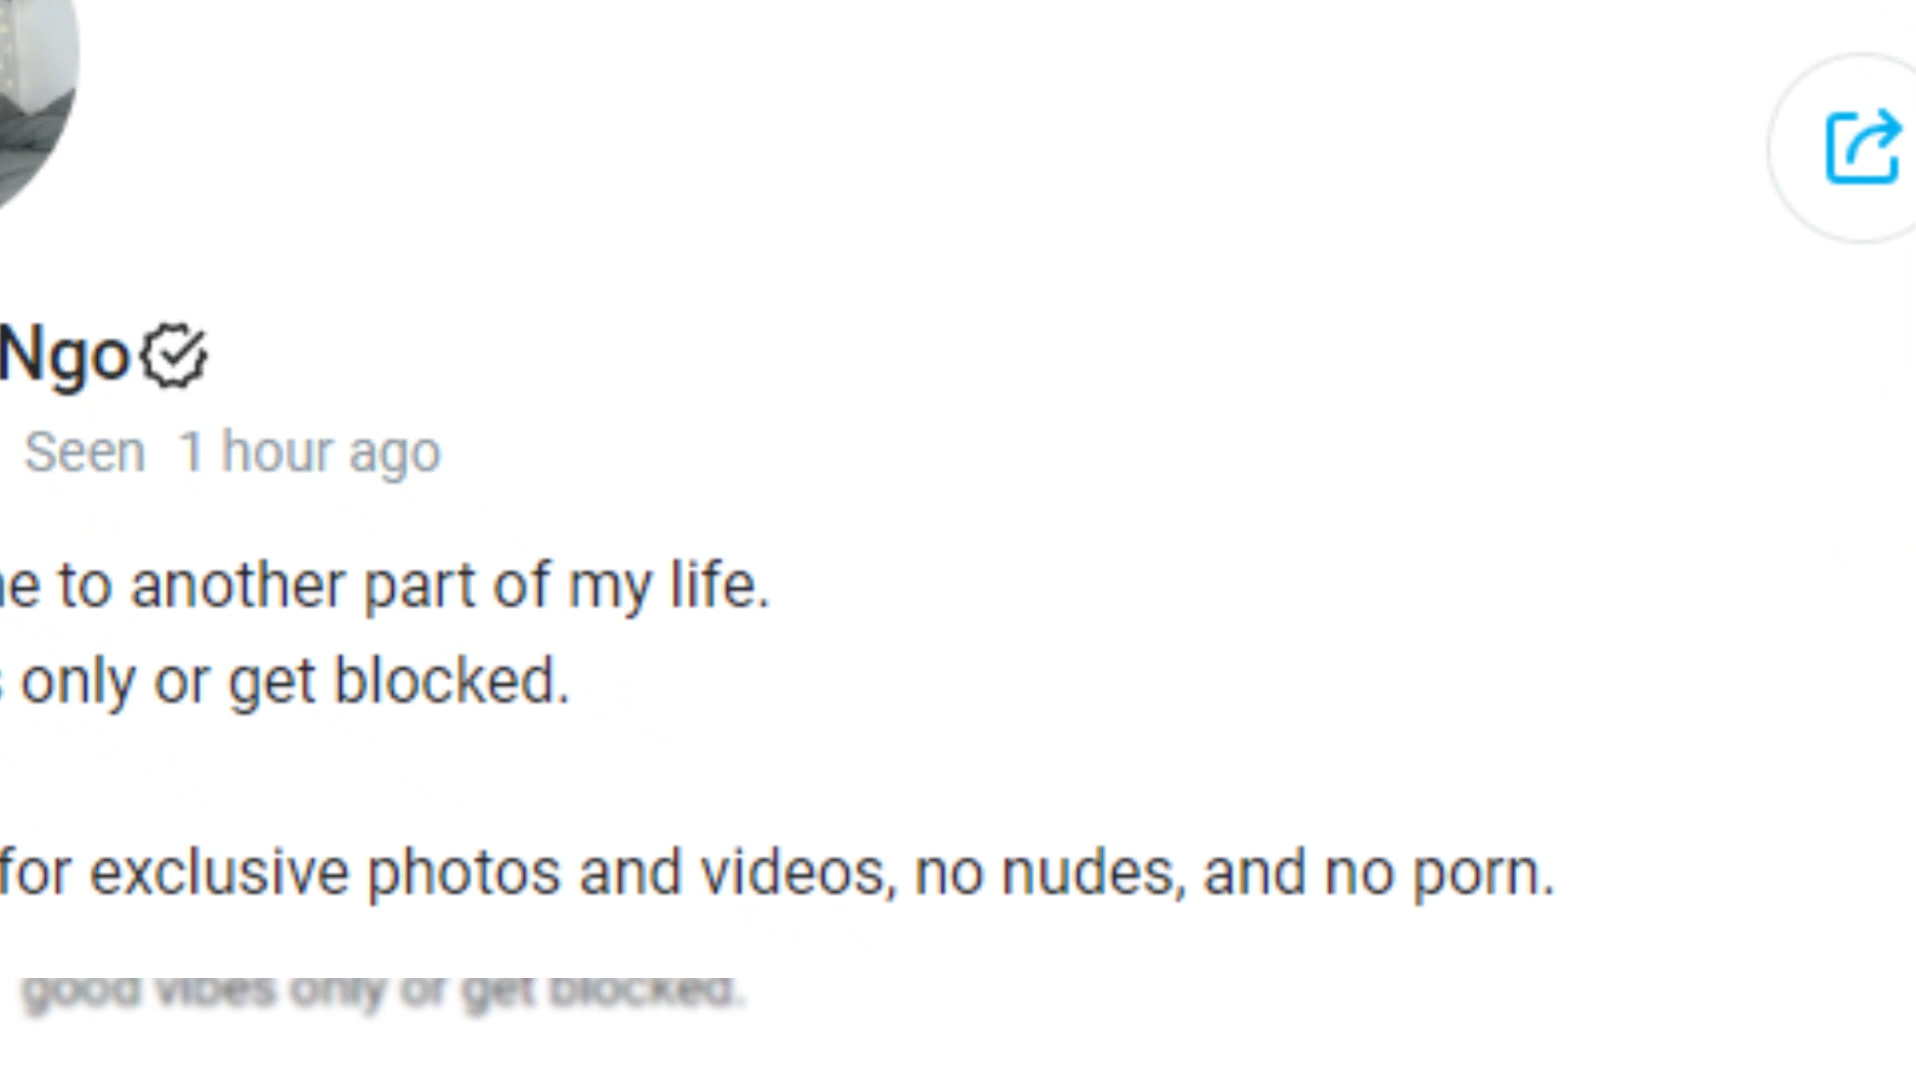 Ngo
Seen 1 hour ago
e to another part of my life.
s only or get blocked.
for exclusive photos and videos, no nudes, and no porn.
good vibes only or get blocked.